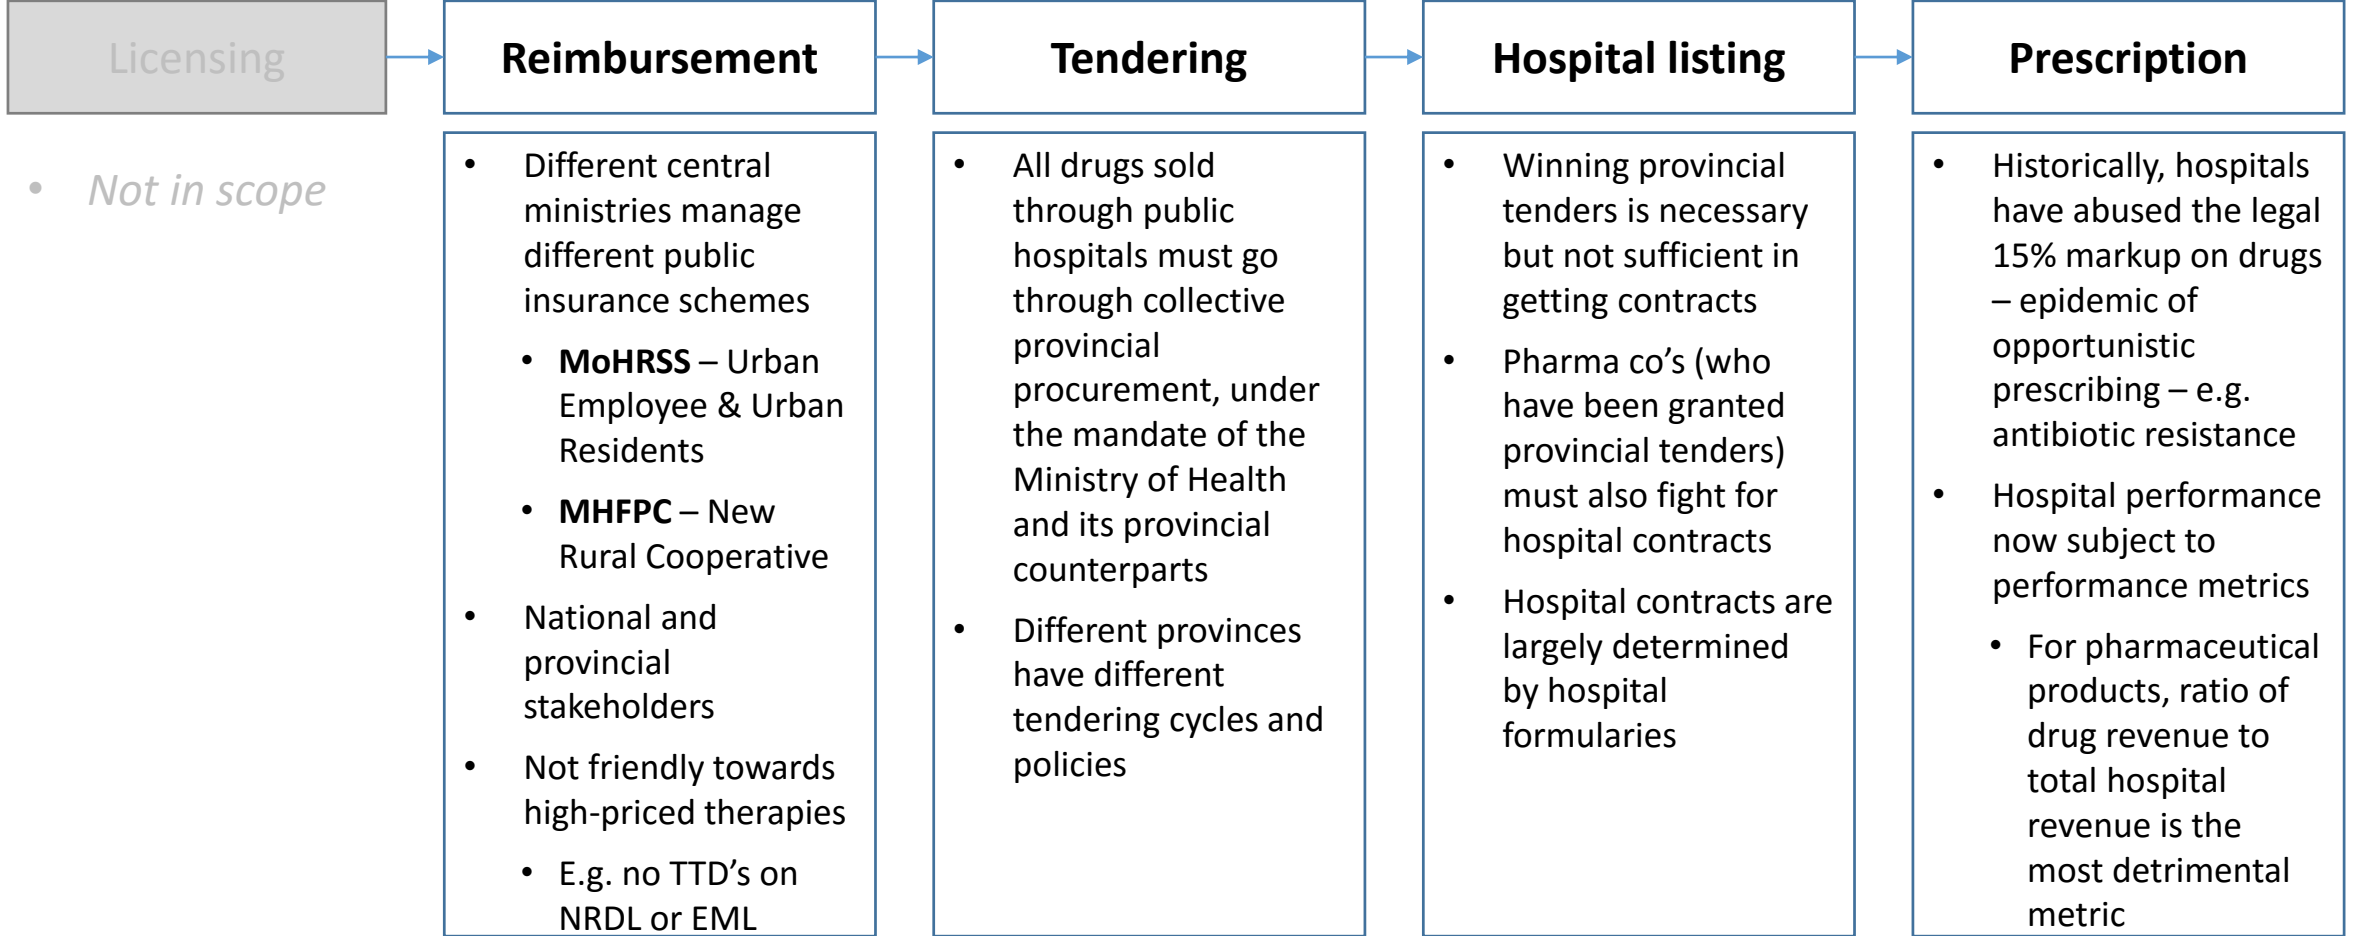 Licensing
• Not in scope
Reimbursement
• Different central
ministries manage
different public
insurance schemes
• MoHRSS – Urban
Employee & Urban
Residents
• MHFPC – New
Rural Cooperative
• National and
provincial
stakeholders
• Not friendly towards
high-priced therapies
• E.g. no TTD’s on
NRDL or EML
Tendering
• All drugs sold
through public
hospitals must go
through collective
provincial
procurement, under
the mandate of the
Ministry of Health
and its provincial
counterparts
• Different provinces
have different
tendering cycles and
policies
Hospital listing
• Winning provincial
tenders is necessary
but not sufficient in
getting contracts
• Pharma co’s (who
have been granted
provincial tenders)
must also fight for
hospital contracts
• Hospital contracts are
largely determined
by hospital
formularies
Prescription
• Historically, hospitals
have abused the legal
15% markup on drugs
– epidemic of
opportunistic
prescribing – e.g.
antibiotic resistance
• Hospital performance
now subject to
performance metrics
• For pharmaceutical
products, ratio of
drug revenue to
total hospital
revenue is the
most detrimental
metric